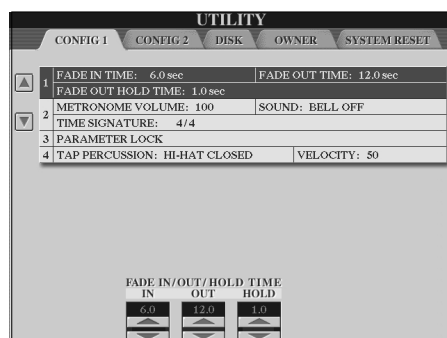 UTILITY
CONFIG 1 CONFIG 2 DISK OWNER SYSTEM RESET
1 FADE IN TIME: 6.0 sec FADE OUT TIME: 12.0 sec
FADE OUT HOLD TIME: 1.0 sec
2 METRONOME VOLUME: 100 SOUND: BELL OFF
TIME SIGNATURE: 4/4
3 PARAMETER LOCK
4 TAP PERCUSSION: HI-HAT CLOSED VELOCITY: 50
FADE IN/OUT/HOLD TIME
IN OUT HOLD
6.0 12.0 1.0